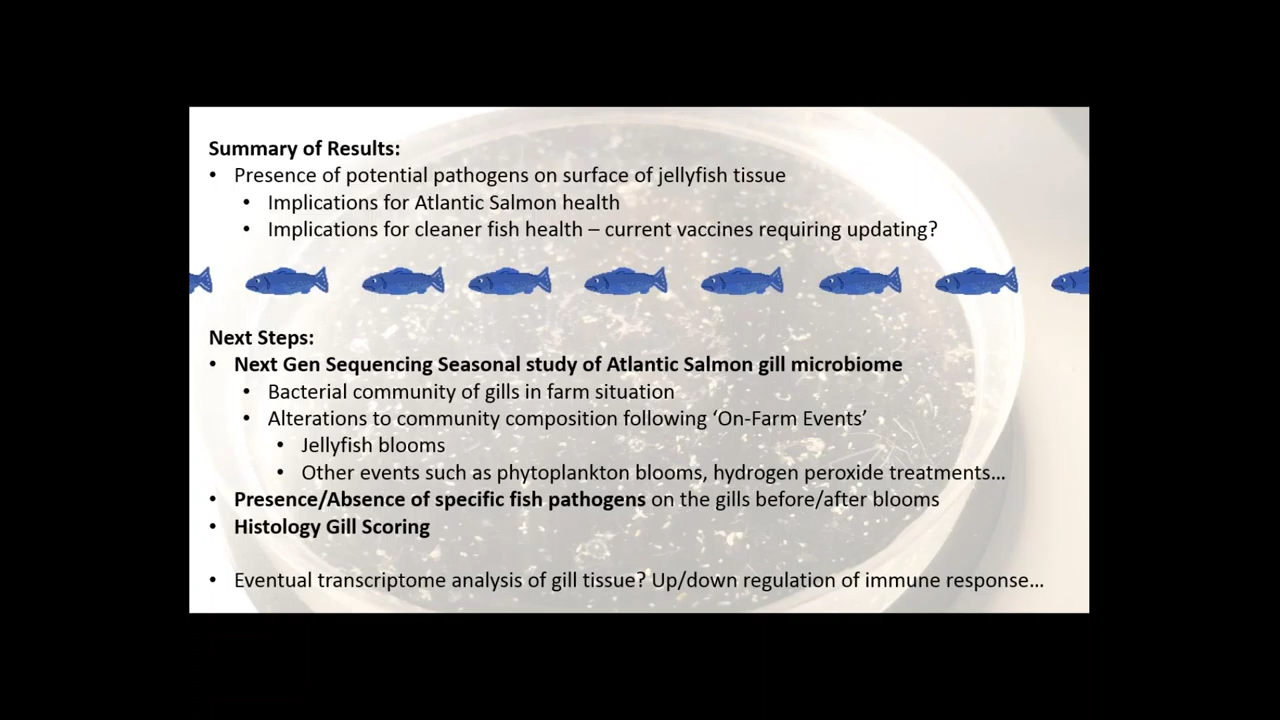 Summary of Results:
• Presence of potential pathogens on surface of jellyfish tissue
• Implications for Atlantic Salmon health
• Implications for cleaner fish health – current vaccines requiring updating?
Next Steps:
• Next Gen Sequencing Seasonal study of Atlantic Salmon gill microbiome
• Bacterial community of gills in farm situation
• Alterations to community composition following ‘On-Farm Events’
• Jellyfish blooms
• Other events such as phytoplankton blooms, hydrogen peroxide treatments…
• Presence/Absence of specific fish pathogens on the gills before/after blooms
• Histology Gill Scoring
• Eventual transcriptome analysis of gill tissue? Up/down regulation of immune response…